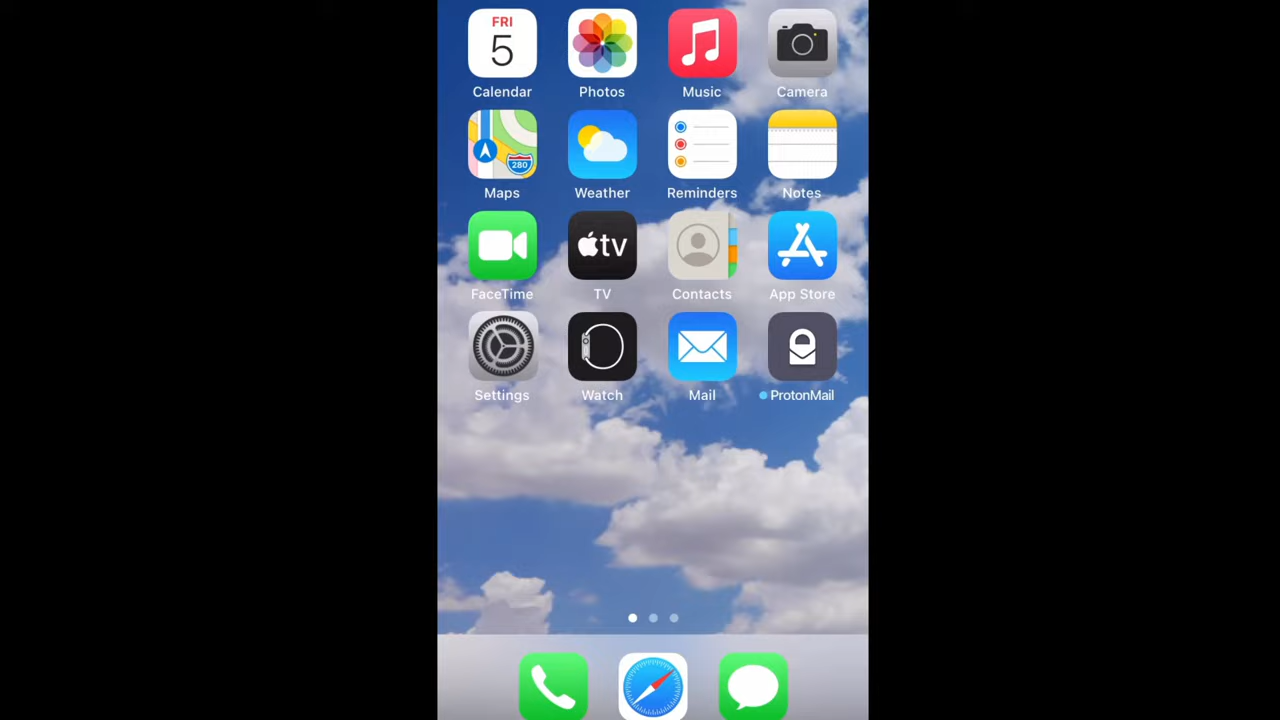 FRI
5
Calendar
Photos
Music
Camera
280
Maps
Weather
Reminders
Notes
tv
FaceTime
TV
Contacts
App Store
Settings
Watch
Mail
ProtonMail